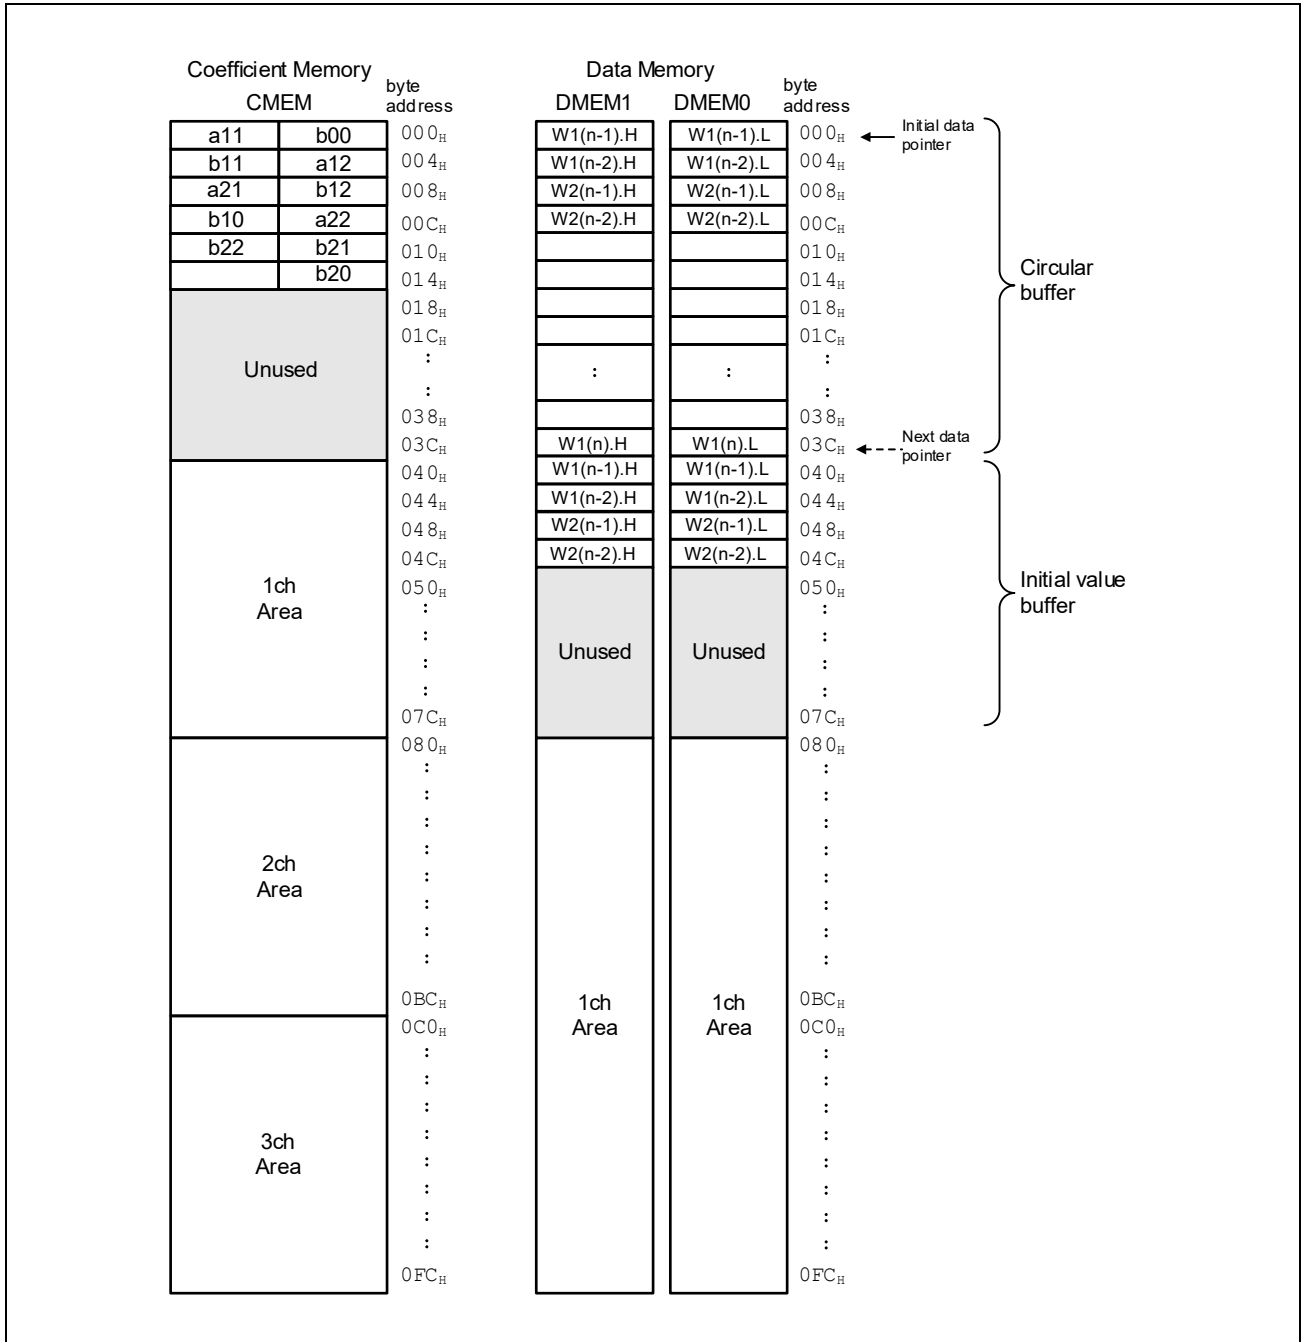 Coefficient Memory
CMEM
byte
address
a11 b00 000H
b11 a12 004H
a21 b12 008H
b10 a22 00CH
b22 b21 010H
b20 014H
018H
01CH
:
:
Unused
038H
03CH
040H
044H
048H
04CH
050H
1ch
Area
:
:
:
:
07CH
080H
:
:
:
:
:
:
:
:
2ch
Area
0BCH
0C0H
:
:
:
:
:
:
:
:
3ch
Area
0FCH
Data Memory
DMEM1 DMEM0
byte
address
W1(n-1).H W1(n-1).L 000H
W1(n-2).H W1(n-2).L 004H
W2(n-1).H W2(n-1).L 008H
W2(n-2).H W2(n-2).L 00CH
010H
014H
018H
01CH
: : :
:
038H
W1(n).H W1(n).L 03CH
W1(n-1).H W1(n-1).L 040H
W1(n-2).H W1(n-2).L 044H
W2(n-1).H W2(n-1).L 048H
W2(n-2).H W2(n-2).L 04CH
050H
:
:
:
:
Unused Unused
07CH
080H
:
:
:
:
:
:
:
:
0BCH
1ch 1ch
Area Area
0C0H
:
:
:
:
:
:
:
:
0FCH
Initial data
pointer
Circular
buffer
Next data
pointer
Initial value
buffer